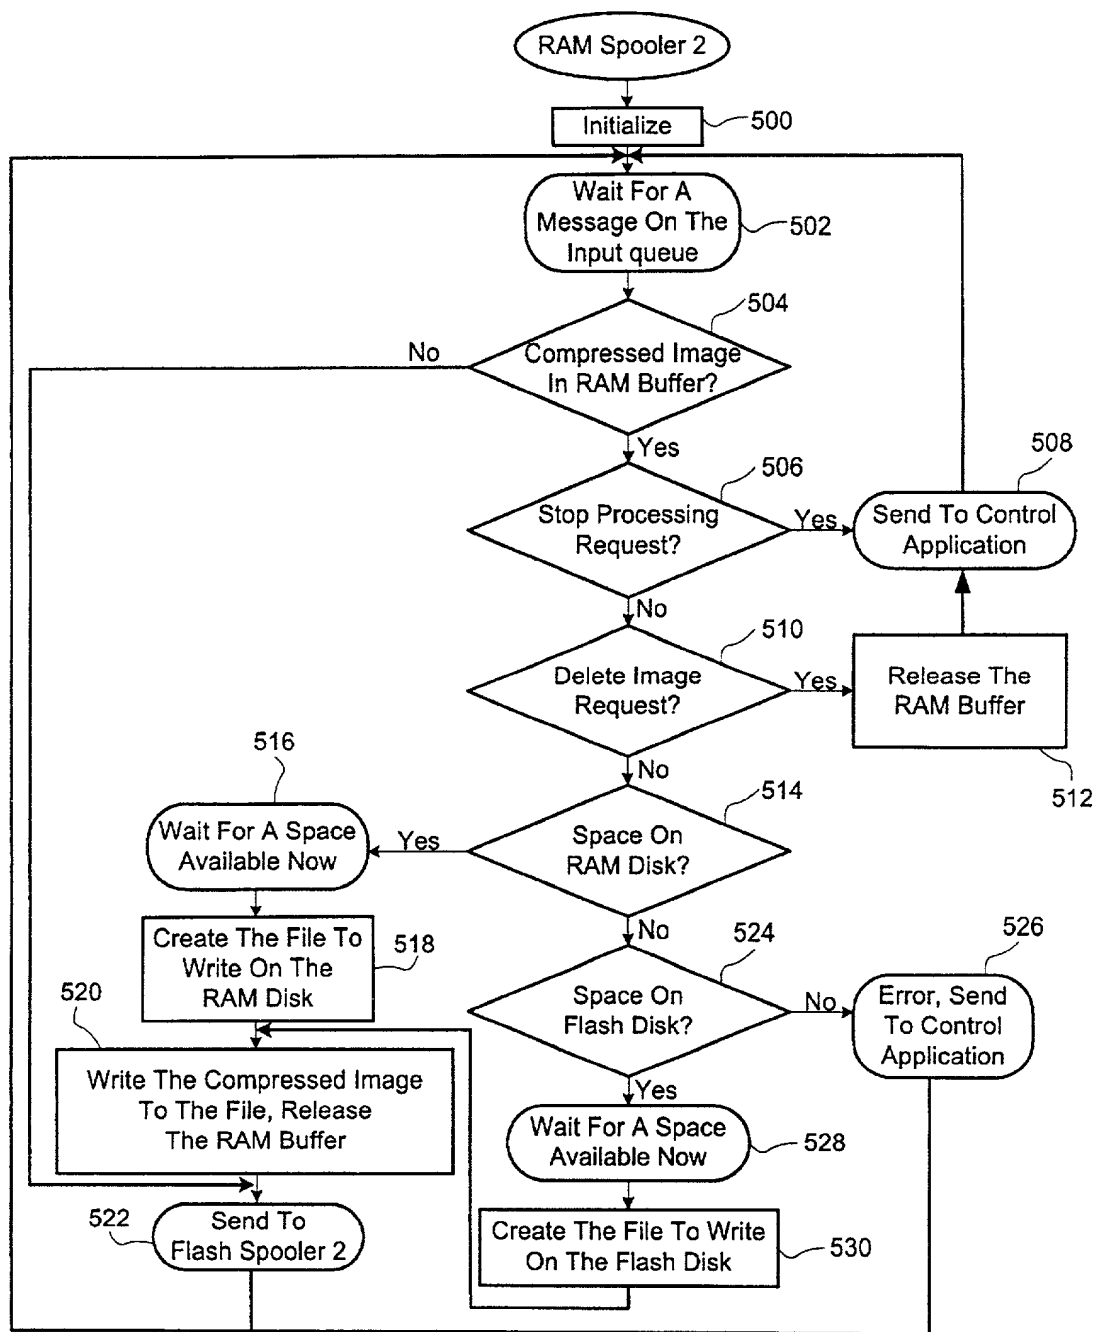 RAM Spooler 2
Initialize
500
Wait For A
Message On The
Input queue
502
504
Compressed Image
In RAM Buffer?
No
Yes
506
Stop Processing
Request?
Yes
508
Send To Control
Application
No
510
Delete Image
Request?
Yes
Release The
RAM Buffer
512
No
514
Space On
RAM Disk?
Yes
516
Wait For A Space
Available Now
Create The File To
Write On The
RAM Disk
518
520
Write The Compressed Image
To The File, Release
The RAM Buffer
522
Send To
Flash Spooler 2
No
524
Space On
Flash Disk?
No
526
Error, Send
To Control
Application
Yes
Wait For A Space
Available Now
528
Create The File To Write
On The Flash Disk
530